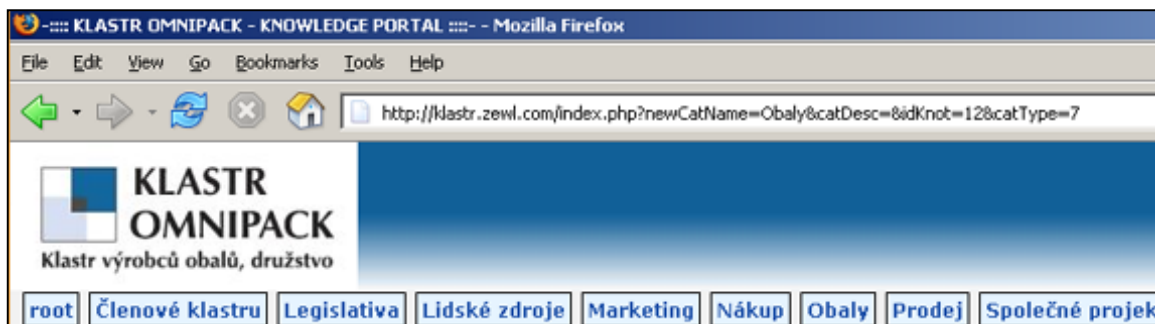 -:::: KLASTR OMNIPACK - KNOWLEDGE PORTAL ::::- - Mozilla Firefox
File Edit View Go Bookmarks Tools Help
http://klastr.zewl.com/index.php?newCatName=Obaly&catDesc=&idKnot=12&catType=7
KLASTR
OMNIPACK
Klastr výrobců obalů, družstvo
root Členové klastru Legislativa Lidské zdroje Marketing Nákup Obaly Prodej Společné projek